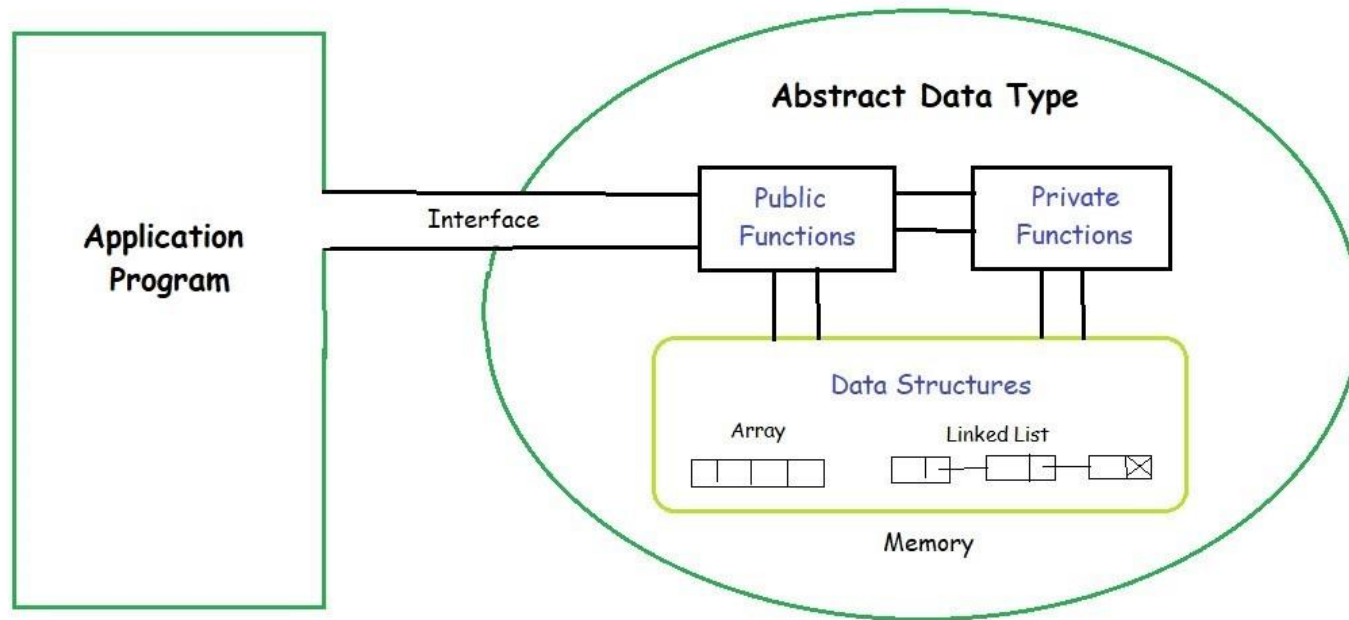 Abstract Data Type
Application
Program
Interface
Public
Functions
Private
Functions
Data Structures
Array
Linked List
Memory